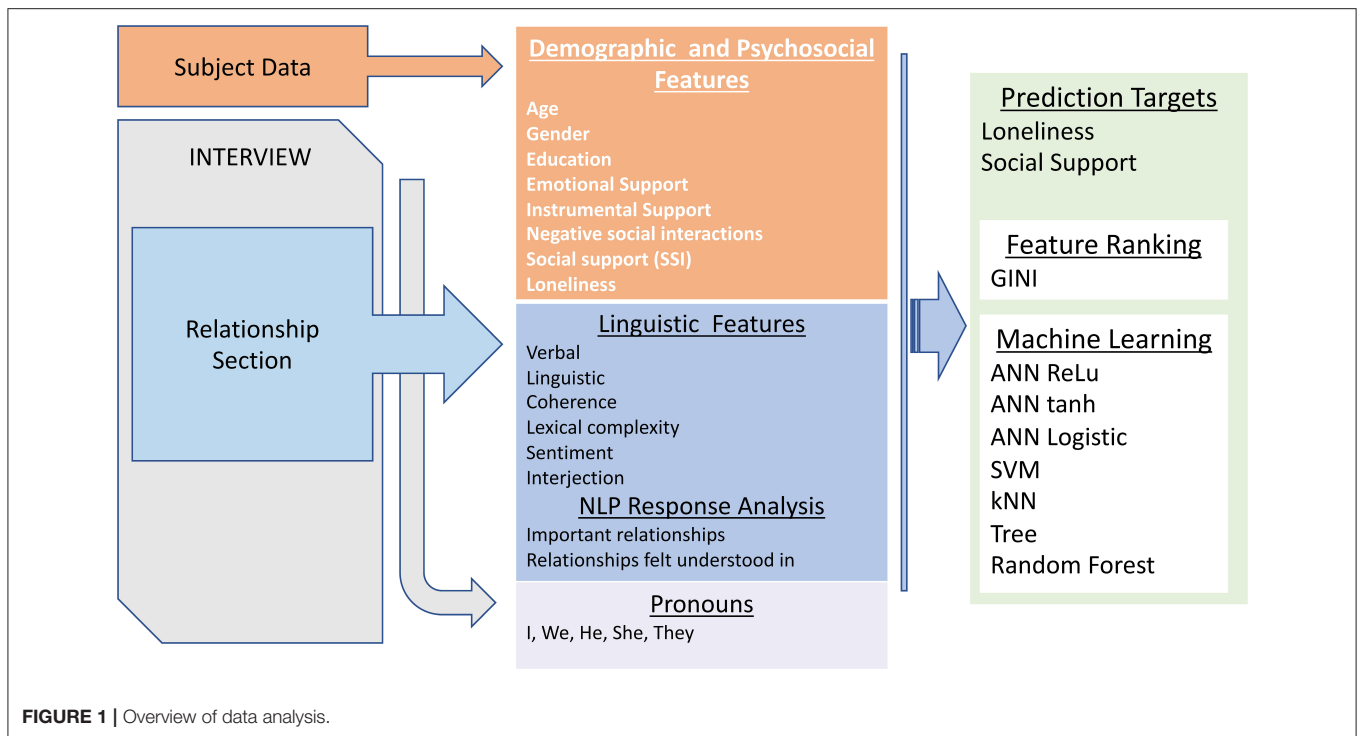 Subject Data
INTERVIEW
Relationship
Section
Demographic and Psychosocial
Features
Age
Gender
Education
Emotional Support
Instrumental Support
Negative social interactions
Social support (SSI)
Loneliness
Linguistic Features
Verbal
Linguistic
Coherence
Lexical complexity
Sentiment
Interjection
NLP Response Analysis
Important relationships
Relationships felt understood in
Pronouns
I, We, He, She, They
Prediction Targets
Loneliness
Social Support
Feature Ranking
GINI
Machine Learning
ANN ReLu
ANN tanh
ANN Logistic
SVM
kNN
Tree
Random Forest
FIGURE 1 | Overview of data analysis.